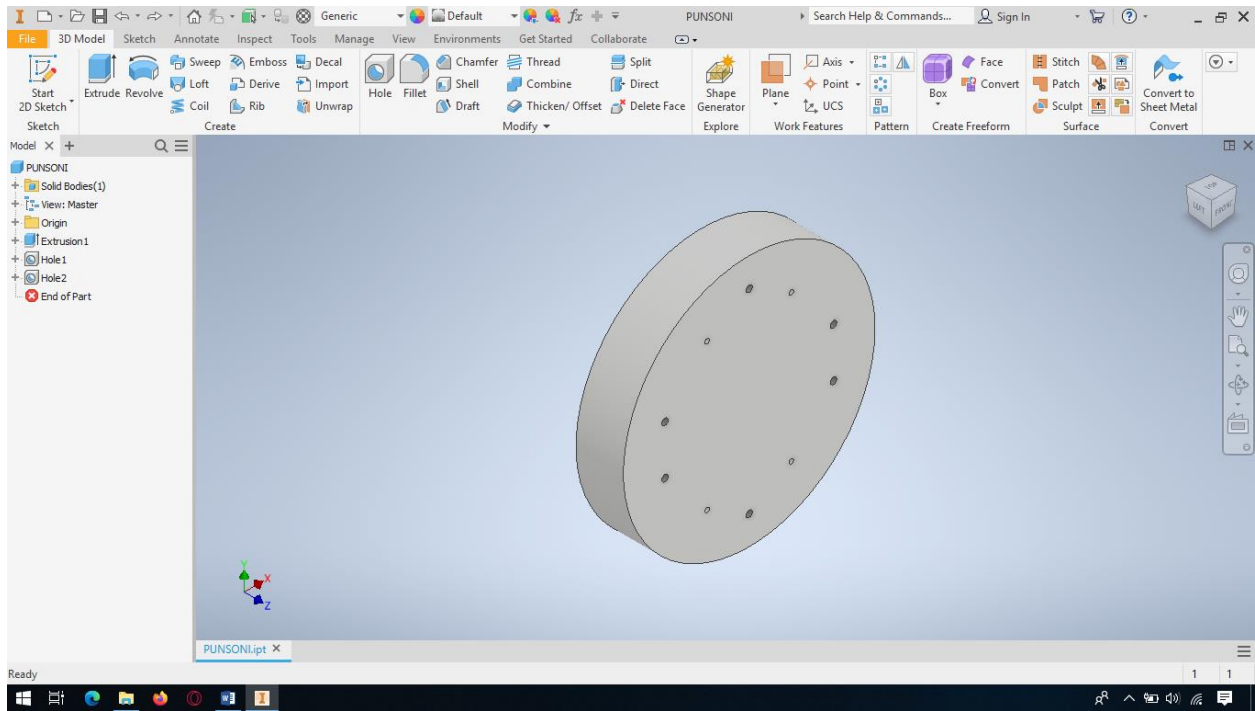 Generic
Default
fx
PUNSONI
Search Help & Commands...
Sign In
File
3D Model
Sketch
Annotate
Inspect
Tools
Manage
View
Environments
Get Started
Collaborate
Start
2D Sketch
Sketch
Extrude
Revolve
Sweep
Emboss
Decal
Loft
Derive
Import
Coil
Rib
Unwrap
Create
Hole
Fillet
Chamfer
Thread
Split
Shell
Combine
Direct
Draft
Thicken/ Offset
Delete Face
Modify
Shape
Generator
Explore
Plane
Axis
Point
UCS
Work Features
Pattern
Box
Face
Convert
Create Freeform
Stitch
Patch
Sculpt
Surface
Convert to
Sheet Metal
Convert
Model
PUNSONI
Solid Bodies(1)
View: Master
Origin
Extrusion1
Hole1
Hole2
End of Part
TOP
LEFT
FRONT
Y
X
Z
PUNSONI.ipt
Ready
1 1